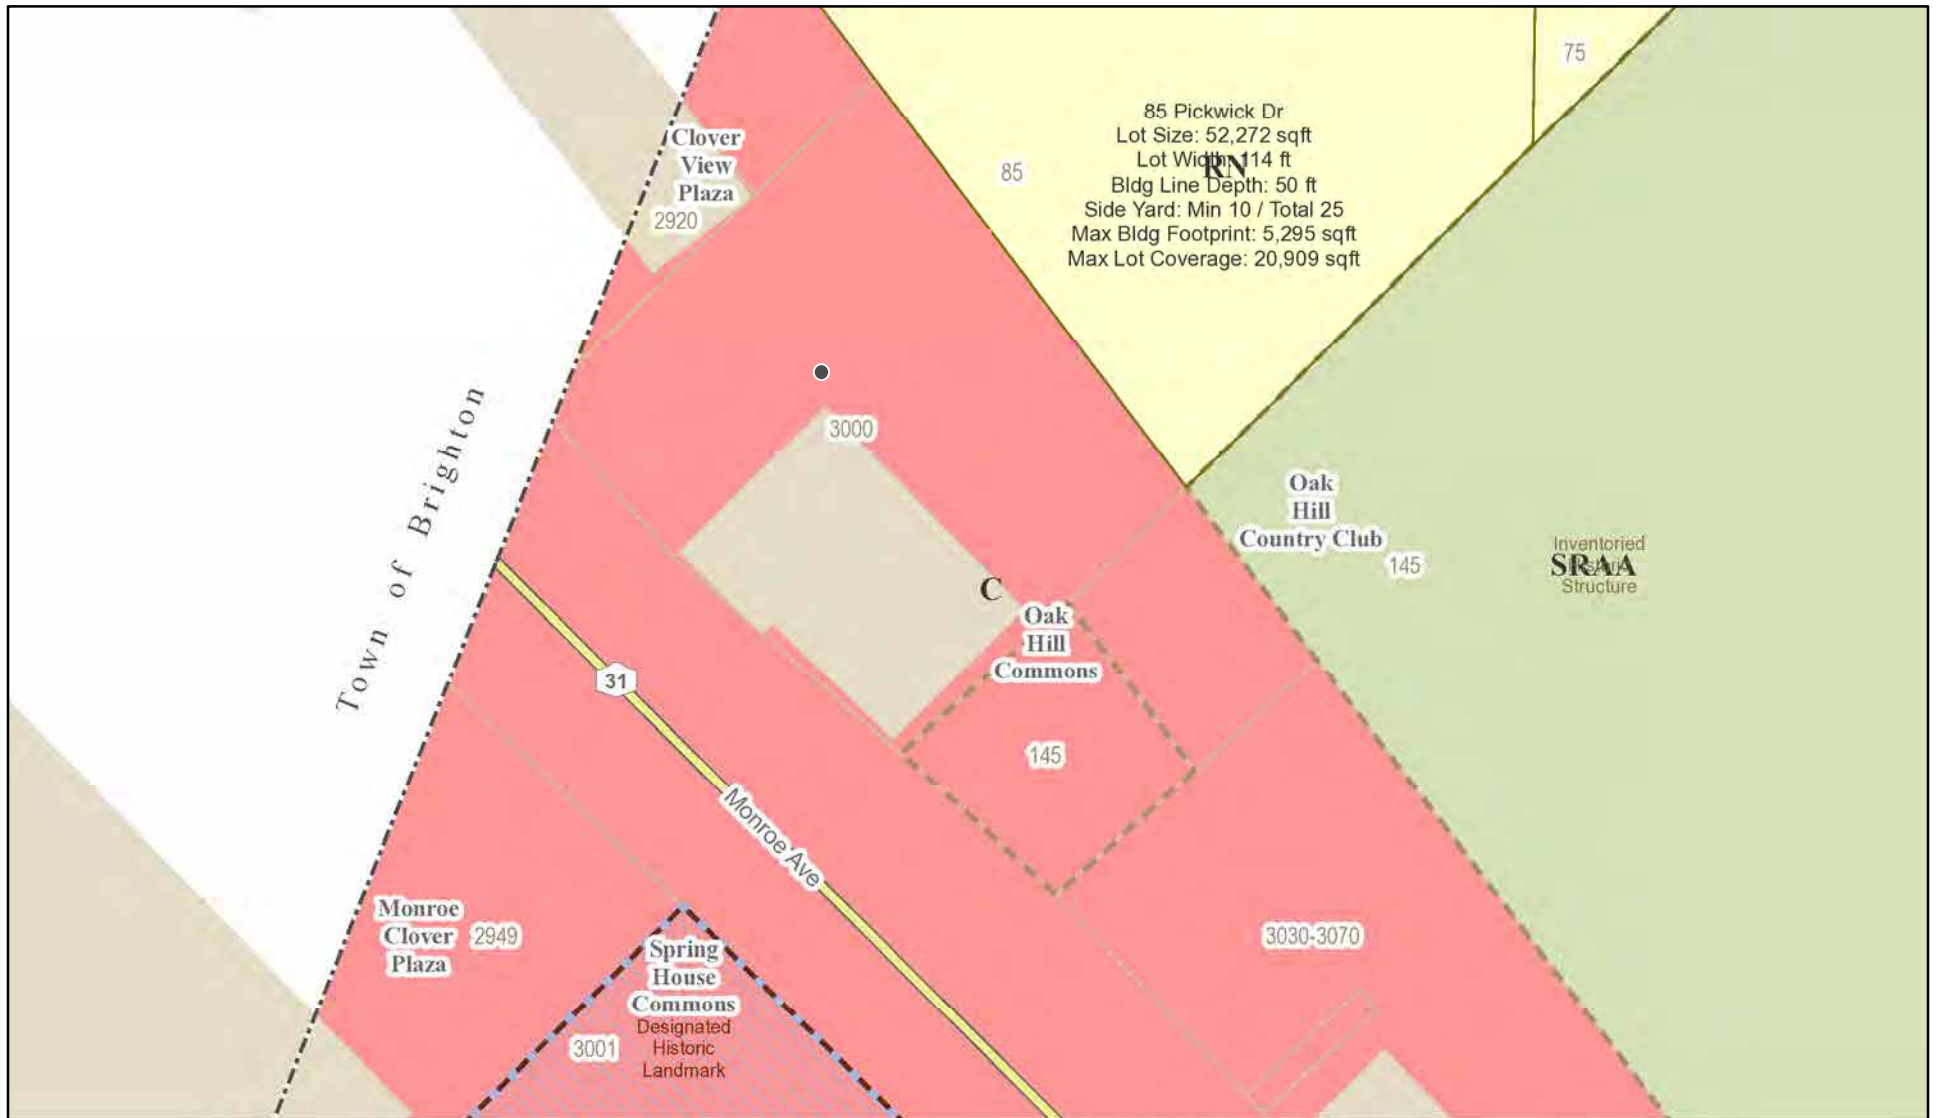 75
85 Pickwick Dr
Lot Size: 52,272 sqft
Lot Width: 114 ft
RN
Bldg Line Depth: 50 ft
Side Yard: Min 10 / Total 25
Max Bldg Footprint: 5,295 sqft
Max Lot Coverage: 20,909 sqft
85
Clover
View
Plaza
2920
Town of Brighton
3000
C
Oak
Hill
Country Club
145
Inventoried
SRAA
Historic
Structure
Oak
Hill
Commons
145
31
Monroe Ave
Monroe
Clover
Plaza
2949
Spring
House
Commons
Designated
Historic
Landmark
3001
3030-3070